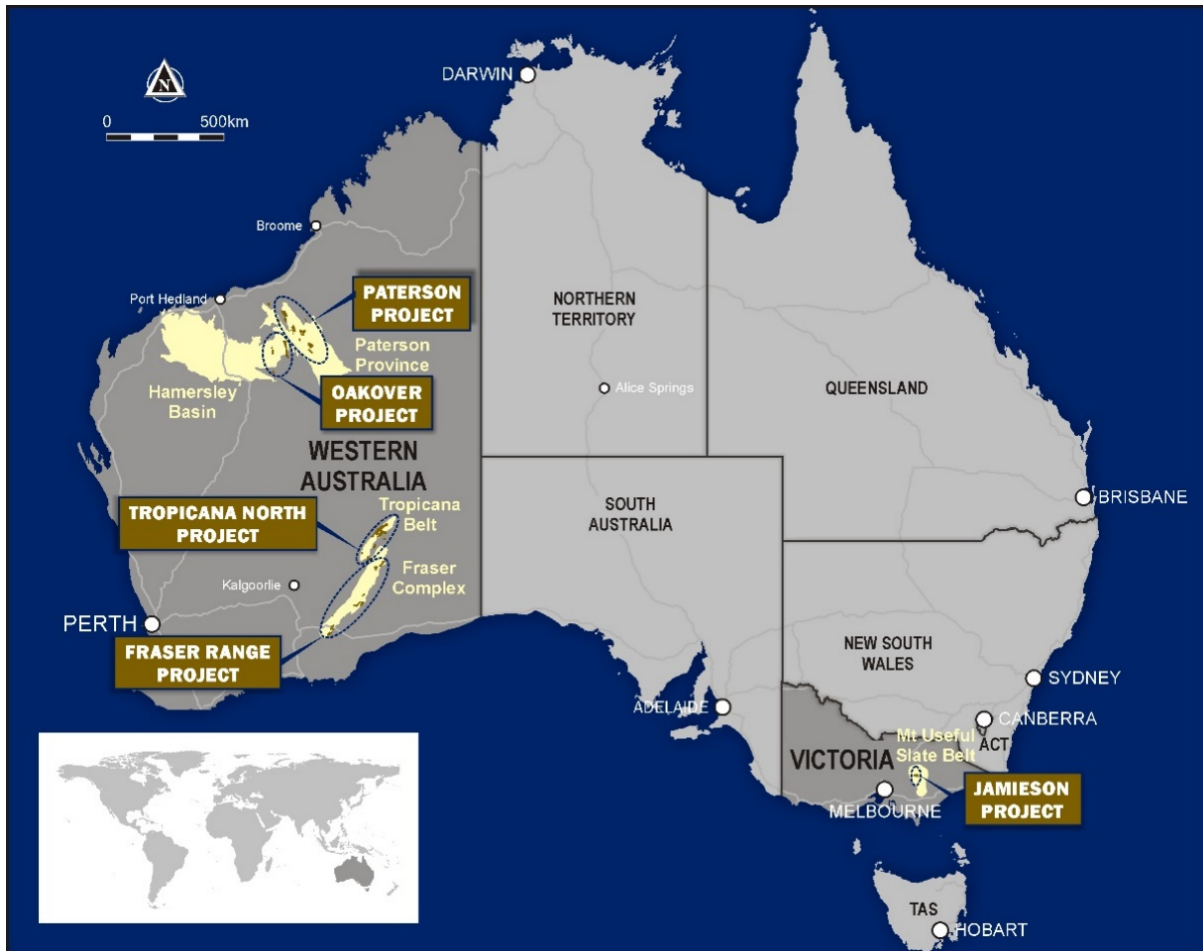 DARWIN
N
0 500km
Broome
Port Hedland
PATERSON
PROJECT
NORTHERN
TERRITORY
Paterson
Province
Hamersley
Basin
OAKOVER
PROJECT
Alice Springs
QUEENSLAND
WESTERN
AUSTRALIA
Tropicana
Belt
TROPICANA NORTH
PROJECT
SOUTH
AUSTRALIA
BRISBANE
Fraser
Complex
Kalgoorlie
PERTH
FRASER RANGE
PROJECT
NEW SOUTH
WALES
SYDNEY
ADELAIDE
CANBERRA
ACT
Mt Useful
Slate Belt
VICTORIA
JAMIESON
PROJECT
MELBOURNE
TAS
HOBART